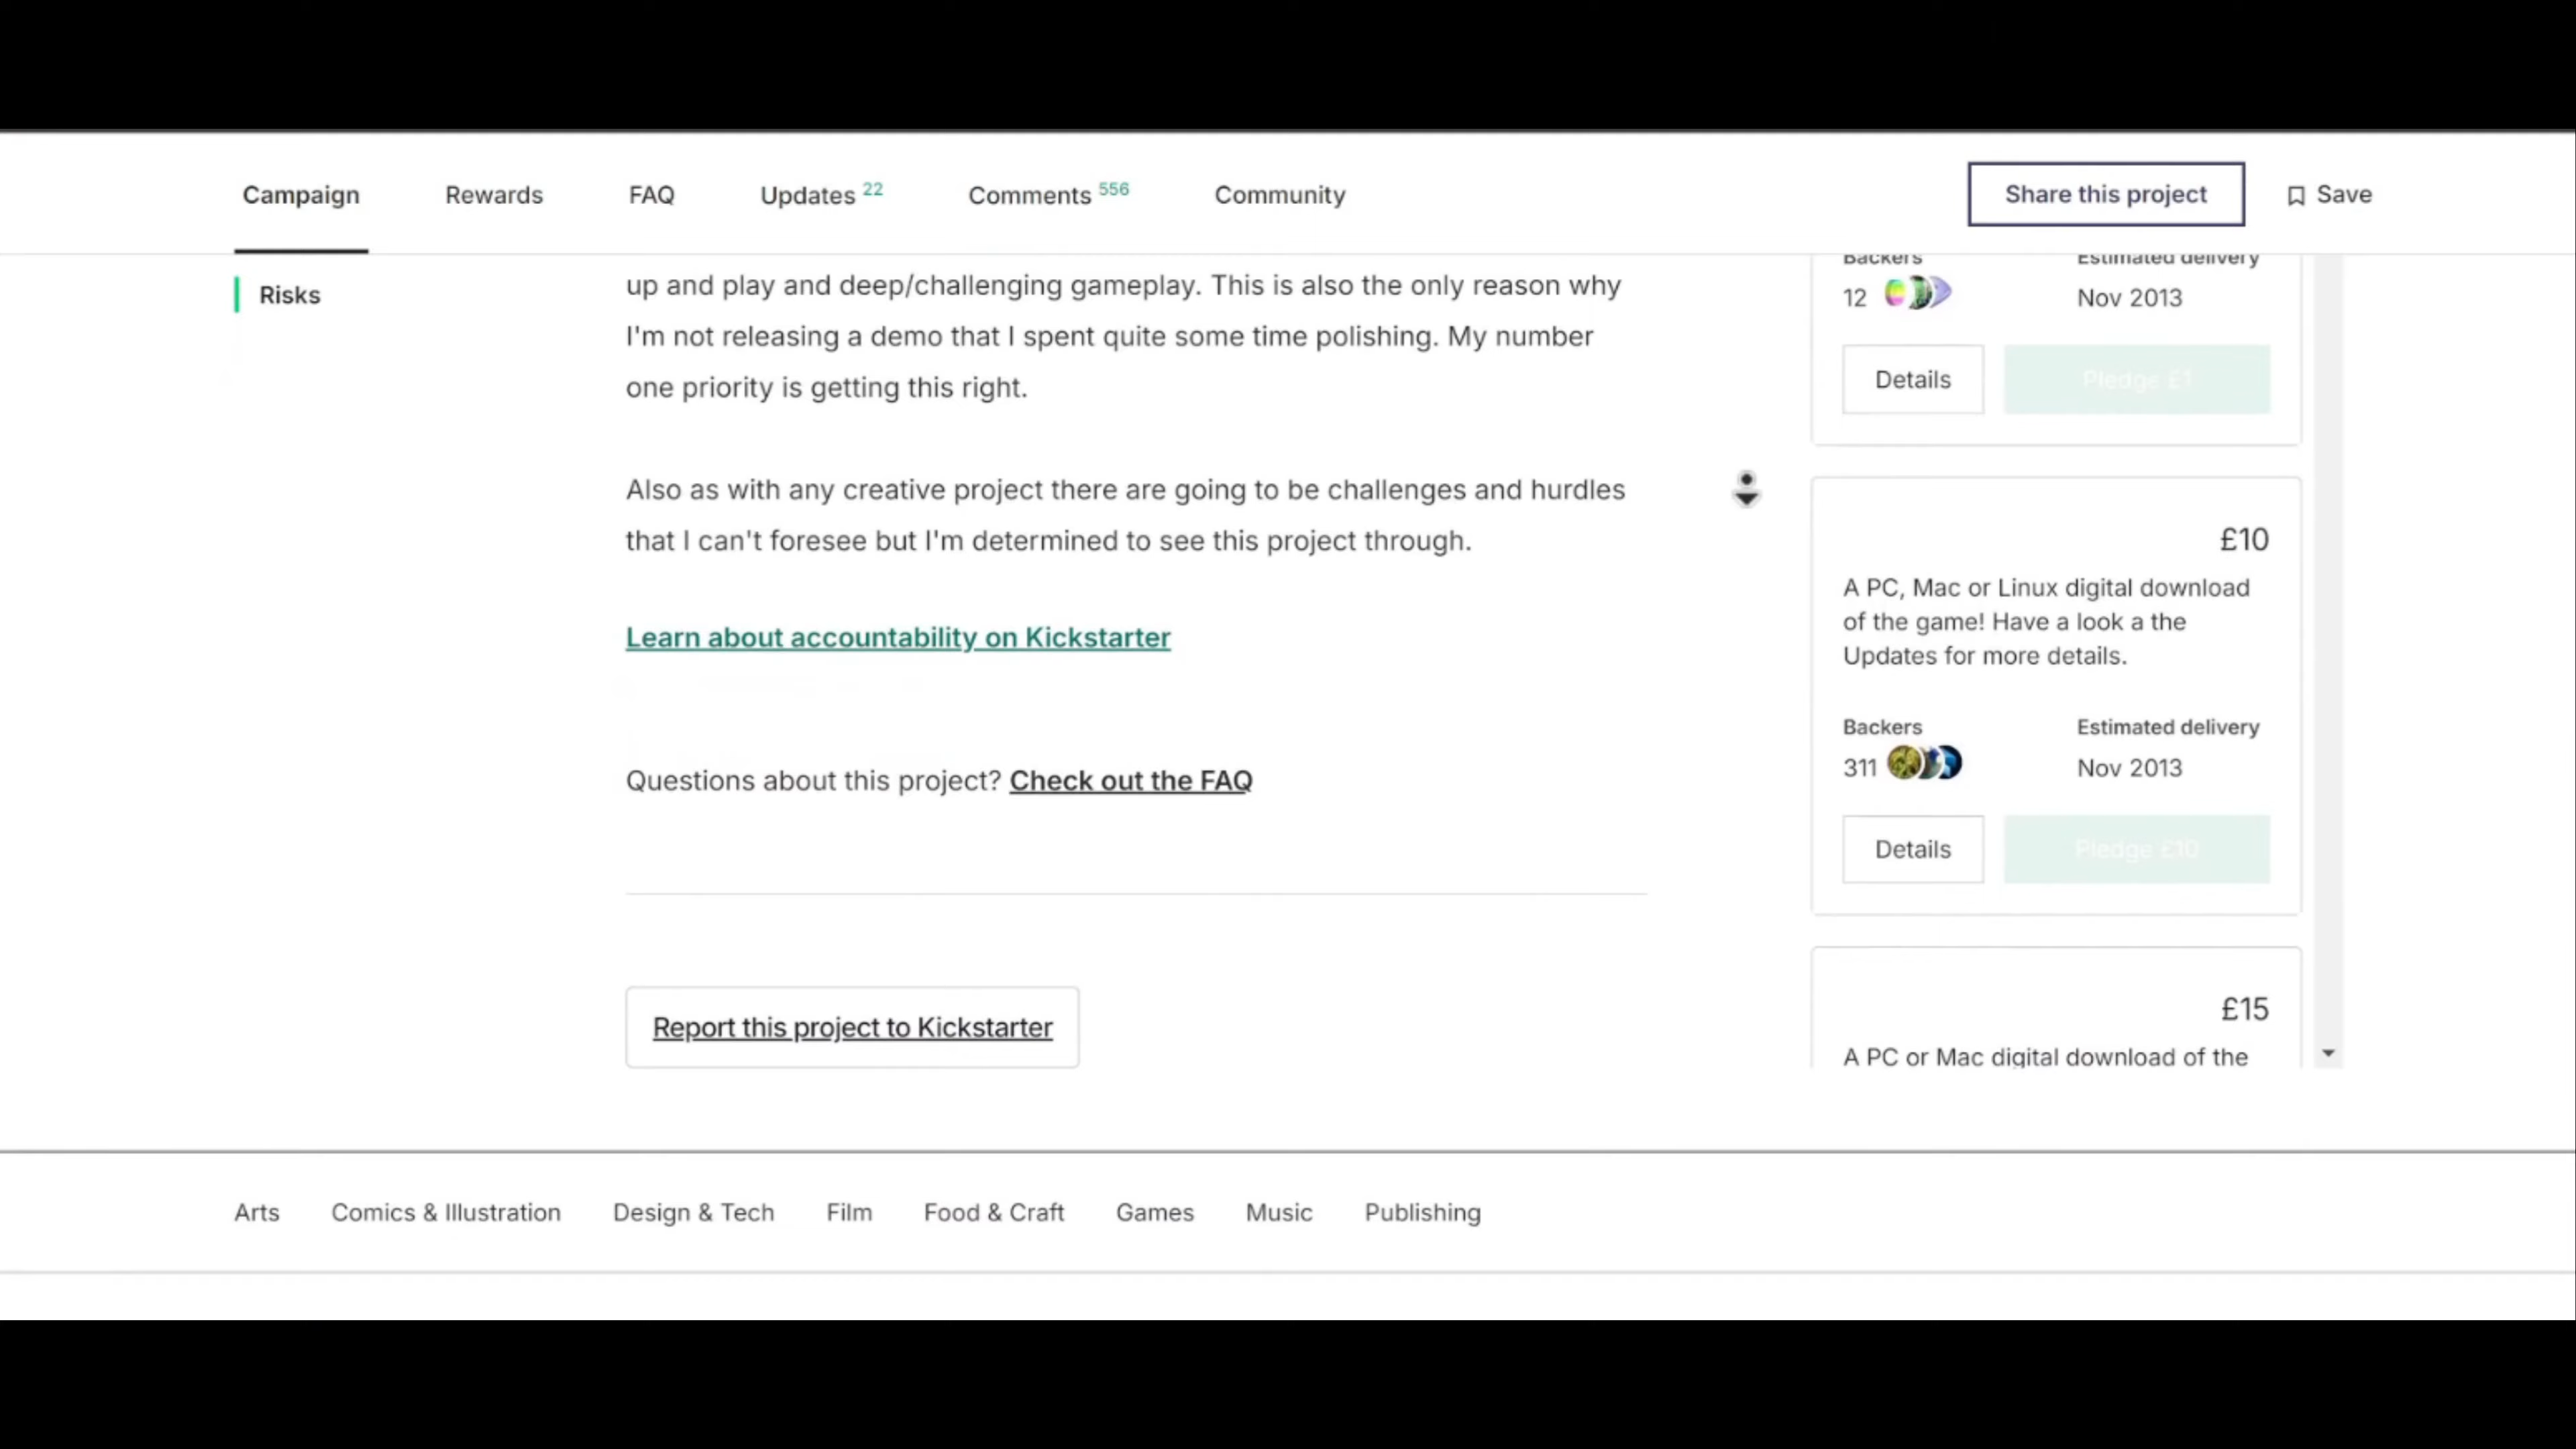 Campaign
Rewards
FAQ
Updates 22
Comments 556
Community
Share this project
Save
Risks
up and play and deep/challenging gameplay. This is also the only reason why
I'm not releasing a demo that I spent quite some time polishing. My number
one priority is getting this right.
Also as with any creative project there are going to be challenges and hurdles
that I can't foresee but I'm determined to see this project through.
Learn about accountability on Kickstarter
Questions about this project? Check out the FAQ
Report this project to Kickstarter
Backers
Estimated delivery
12
Nov 2013
Details
Pledge £1
£10
A PC, Mac or Linux digital download
of the game! Have a look a the
Updates for more details.
Backers
Estimated delivery
311
Nov 2013
Details
Pledge £10
£15
A PC or Mac digital download of the
Arts
Comics & Illustration
Design & Tech
Film
Food & Craft
Games
Music
Publishing